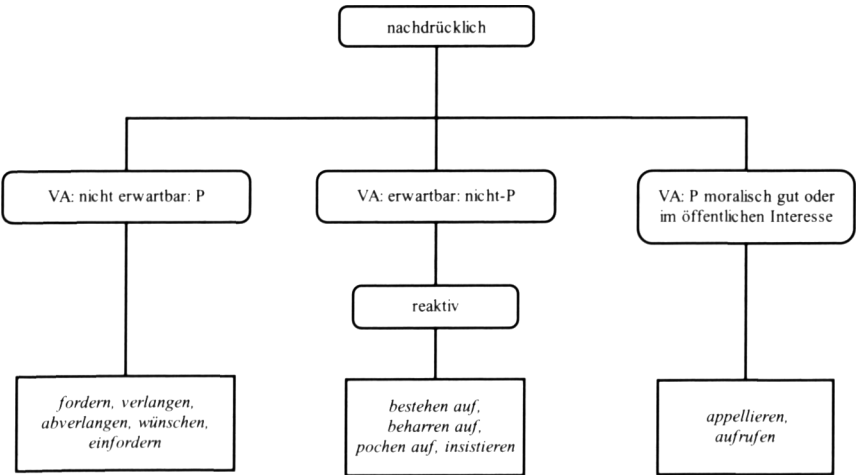 nachdrücklich
VA: nicht erwartbar: P
VA: erwartbar: nicht-P
VA: P moralisch gut oder
im öffentlichen Interesse
reaktiv
fordern, verlangen,
abverlangen, wünschen,
einfordern
bestehen auf,
beharren auf,
pochen auf, insistieren
appellieren,
aufrufen